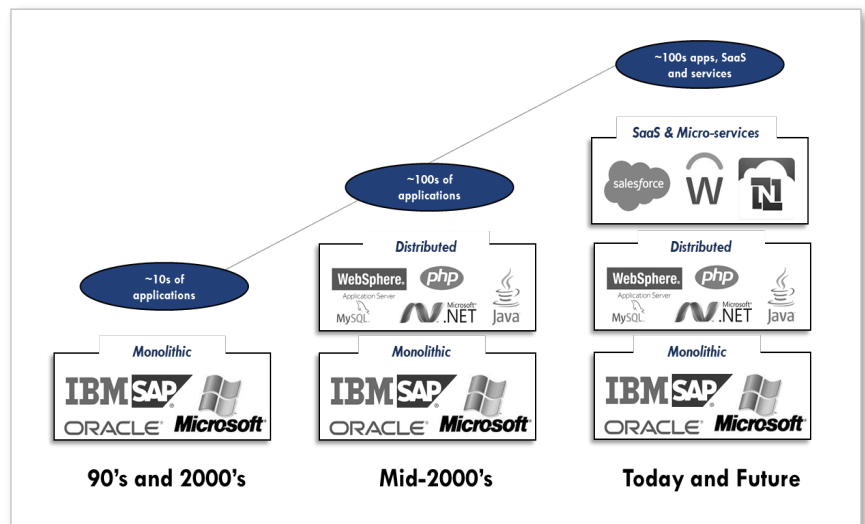 ~100s apps, SaaS
and services
SaaS & Micro-services
salesforce
W
N
~100s of
applications
Distributed
WebSphere.
php
Application Server
MySQL.
Microsoft®
.NET
Java
Distributed
WebSphere.
php
Application Server
MySQL.
Microsoft®
.NET
Java
~10s of
applications
Monolithic
IBM SAP®
ORACLE® Microsoft®
Monolithic
IBM SAP®
ORACLE® Microsoft®
Monolithic
IBM SAP®
ORACLE® Microsoft®
90's and 2000's
Mid-2000's
Today and Future